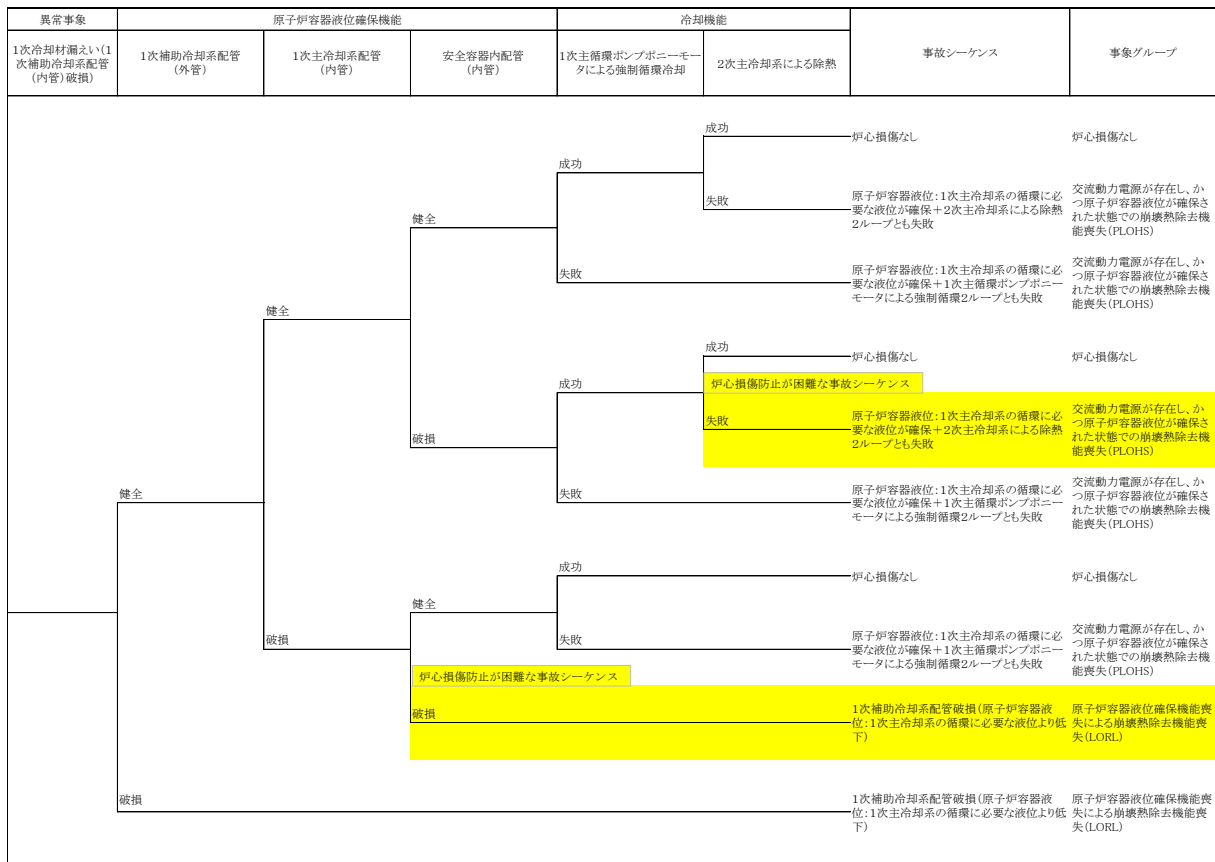 異常事象
原子炉容器液位確保機能
冷却機能
事故シーケンス
事象グループ
1次冷却材漏えい(1
次補助冷却系配管
(内管)破損)
1次補助冷却系配管
(外管)
1次主冷却系配管
(内管)
安全容器内配管
(内管)
1次主循環ポンプポニーモー
タによる強制循環冷却
2次主冷却系による除熱
成功
炉心損傷なし
炉心損傷なし
成功
失敗
原子炉容器液位:1次主冷却系の循環に必
要な液位が確保+2次主冷却系による除熱
2ループとも失敗
交流動力電源が存在し、か
つ原子炉容器液位が確保さ
れた状態での崩壊熱除去機
能喪失(PLOHS)
健全
失敗
原子炉容器液位:1次主冷却系の循環に必
要な液位が確保+1次主循環ポンプポニー
モータによる強制循環2ループとも失敗
交流動力電源が存在し、か
つ原子炉容器液位が確保さ
れた状態での崩壊熱除去機
能喪失(PLOHS)
健全
成功
炉心損傷なし
炉心損傷なし
成功
炉心損傷防止が困難な事故シーケンス
失敗
原子炉容器液位:1次主冷却系の循環に必
要な液位が確保+2次主冷却系による除熱
2ループとも失敗
交流動力電源が存在し、か
つ原子炉容器液位が確保さ
れた状態での崩壊熱除去機
能喪失(PLOHS)
破損
健全
失敗
原子炉容器液位:1次主冷却系の循環に必
要な液位が確保+1次主循環ポンプポニー
モータによる強制循環2ループとも失敗
交流動力電源が存在し、か
つ原子炉容器液位が確保さ
れた状態での崩壊熱除去機
能喪失(PLOHS)
成功
炉心損傷なし
炉心損傷なし
健全
破損
失敗
原子炉容器液位:1次主冷却系の循環に必
要な液位が確保+1次主循環ポンプポニー
モータによる強制循環2ループとも失敗
交流動力電源が存在し、か
つ原子炉容器液位が確保さ
れた状態での崩壊熱除去機
能喪失(PLOHS)
炉心損傷防止が困難な事故シーケンス
破損
1次補助冷却系配管破損(原子炉容器液
位:1次主冷却系の循環に必要な液位より低
下)
原子炉容器液位確保機能喪
失による崩壊熱除去機能喪
失(LORL)
破損
1次補助冷却系配管破損(原子炉容器液
位:1次主冷却系の循環に必要な液位より低
下)
原子炉容器液位確保機能喪
失による崩壊熱除去機能喪
失(LORL)